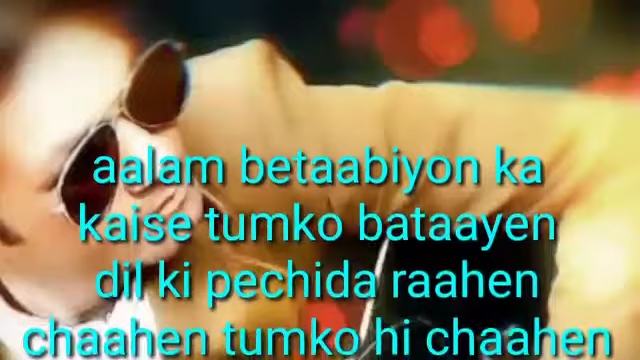 aalam betaabiyon ka
kaise tumko bataayen
dil ki pechida raahen
chaahen tumko hi chaahen